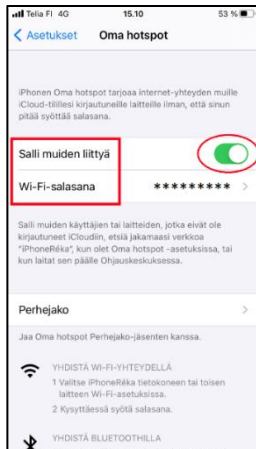 Telia FI 4G 15.10 53 %
Asetukset Oma hotspot
iPhonen Oma hotspot tarjoaa internet-yhteyden muille
iCloud-tilillesi kirjautuneille laitteille ilman, että sinun
pitää syöttää salasana.
Salli muiden liittyä
Wi-Fi-salasana *********
Salli muiden käyttäjien tai laitteiden, jotka eivät ole
kirjautuneet iCloudiin, etsiä jakamaasi verkkoa
"iPhoneRéka", kun olet Oma hotspot -asetuksissa, tai
kun laitat sen päälle Ohjauskeskuksessa.
Perhejako
Jaa Oma hotspot Perhejako-jäsenten kanssa.
YHDISTÄ WI-FI-YHTEYDELLÄ
1 Valitse iPhoneRéka tietokoneen tai toisen
laitteen Wi-Fi-asetuksissa.
2 Kysyttäessä syötä salasana.
YHDISTÄ BLUETOOTHILLA